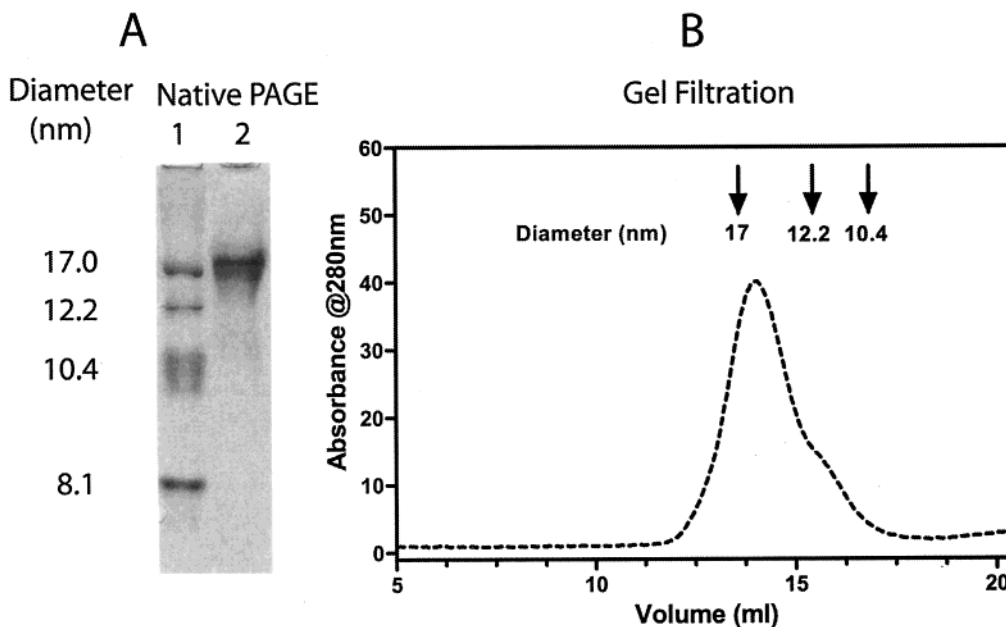 A
Diameter
(nm)
Native PAGE
1 2
17.0
12.2
10.4
8.1
B
Gel Filtration
Absorbance @280nm
60
50
40
30
20
10
0
Diameter (nm) 17 12.2 10.4
5 10 15 20
Volume (ml)